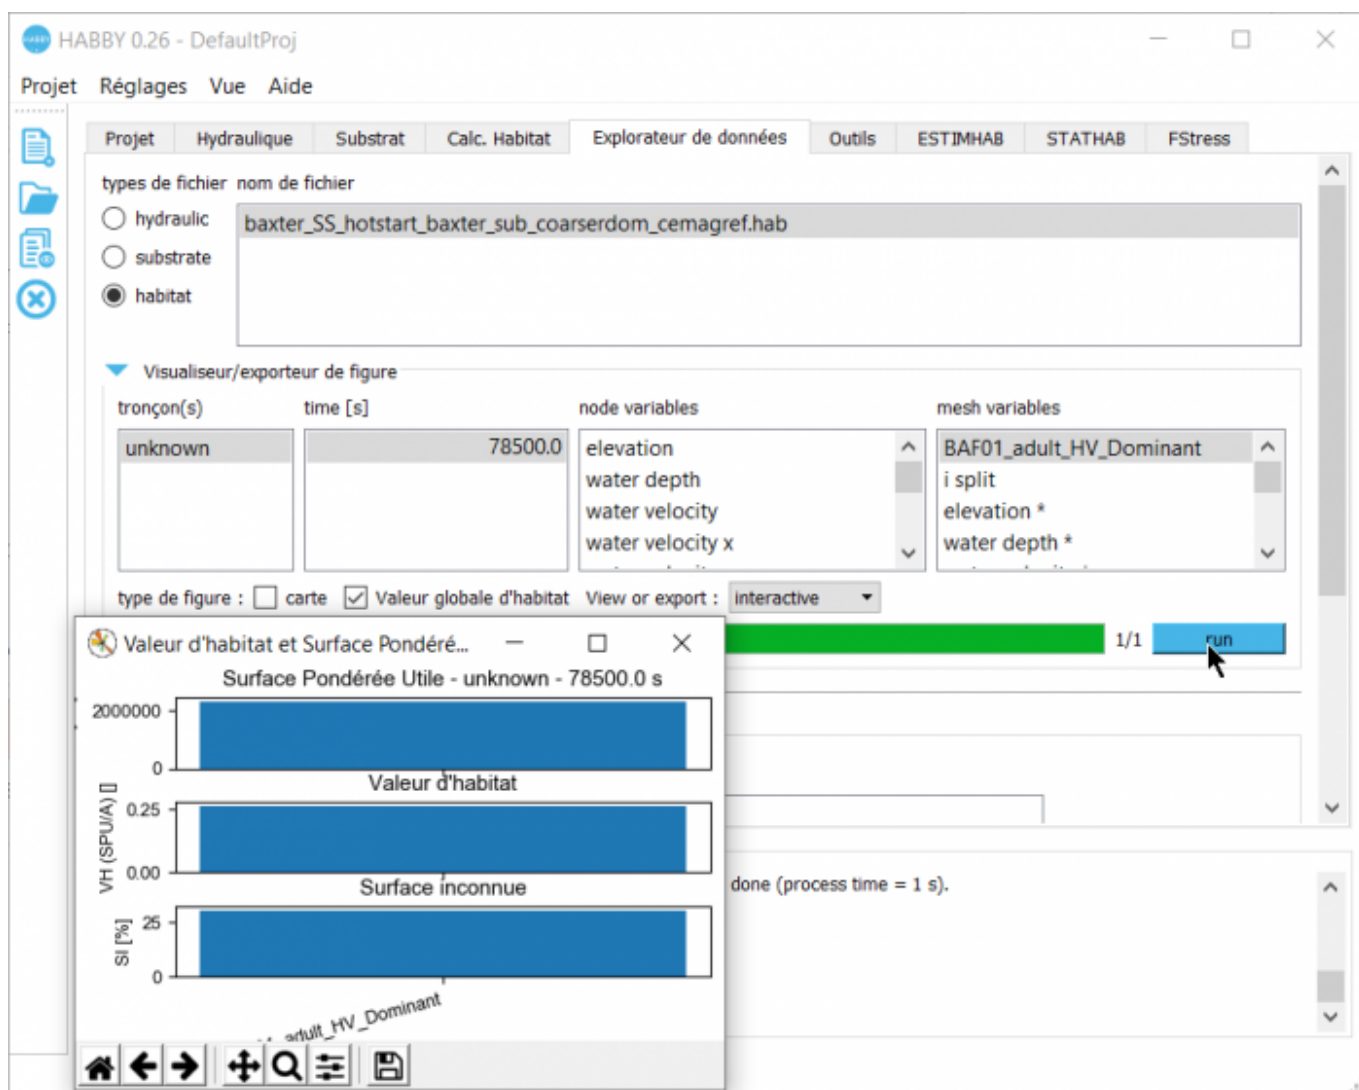 HABBY 0.26 - DefaultProj
Projet Réglages Vue Aide
Projet Hydraulique Substrat Calc. Habitat Explorateur de données Outils ESTIMHAB STATHAB FStress
types de fichier nom de fichier
hydraulic
baxter_SS_hotstart_baxter_sub_coarserdom_cemagref.hab
substrate
habitat
Visualiseur/exporteur de figure
tronçon(s) time [s] node variables mesh variables
unknown 78500.0 elevation BAF01_adult_HV_Dominant
water depth i split
water velocity elevation *
water velocity x water depth *
type de figure : carte Valeur globale d'habitat View or export : interactive
1/1 run
Valeur d'habitat et Surface Pondéré...
Surface Pondérée Utile - unknown - 78500.0 s
2000000
0
Valeur d'habitat
VH (SPU/A) []
0.25
0.00
Surface inconnue
SI [%]
25
0
adult_HV_Dominant
done (process time = 1 s).